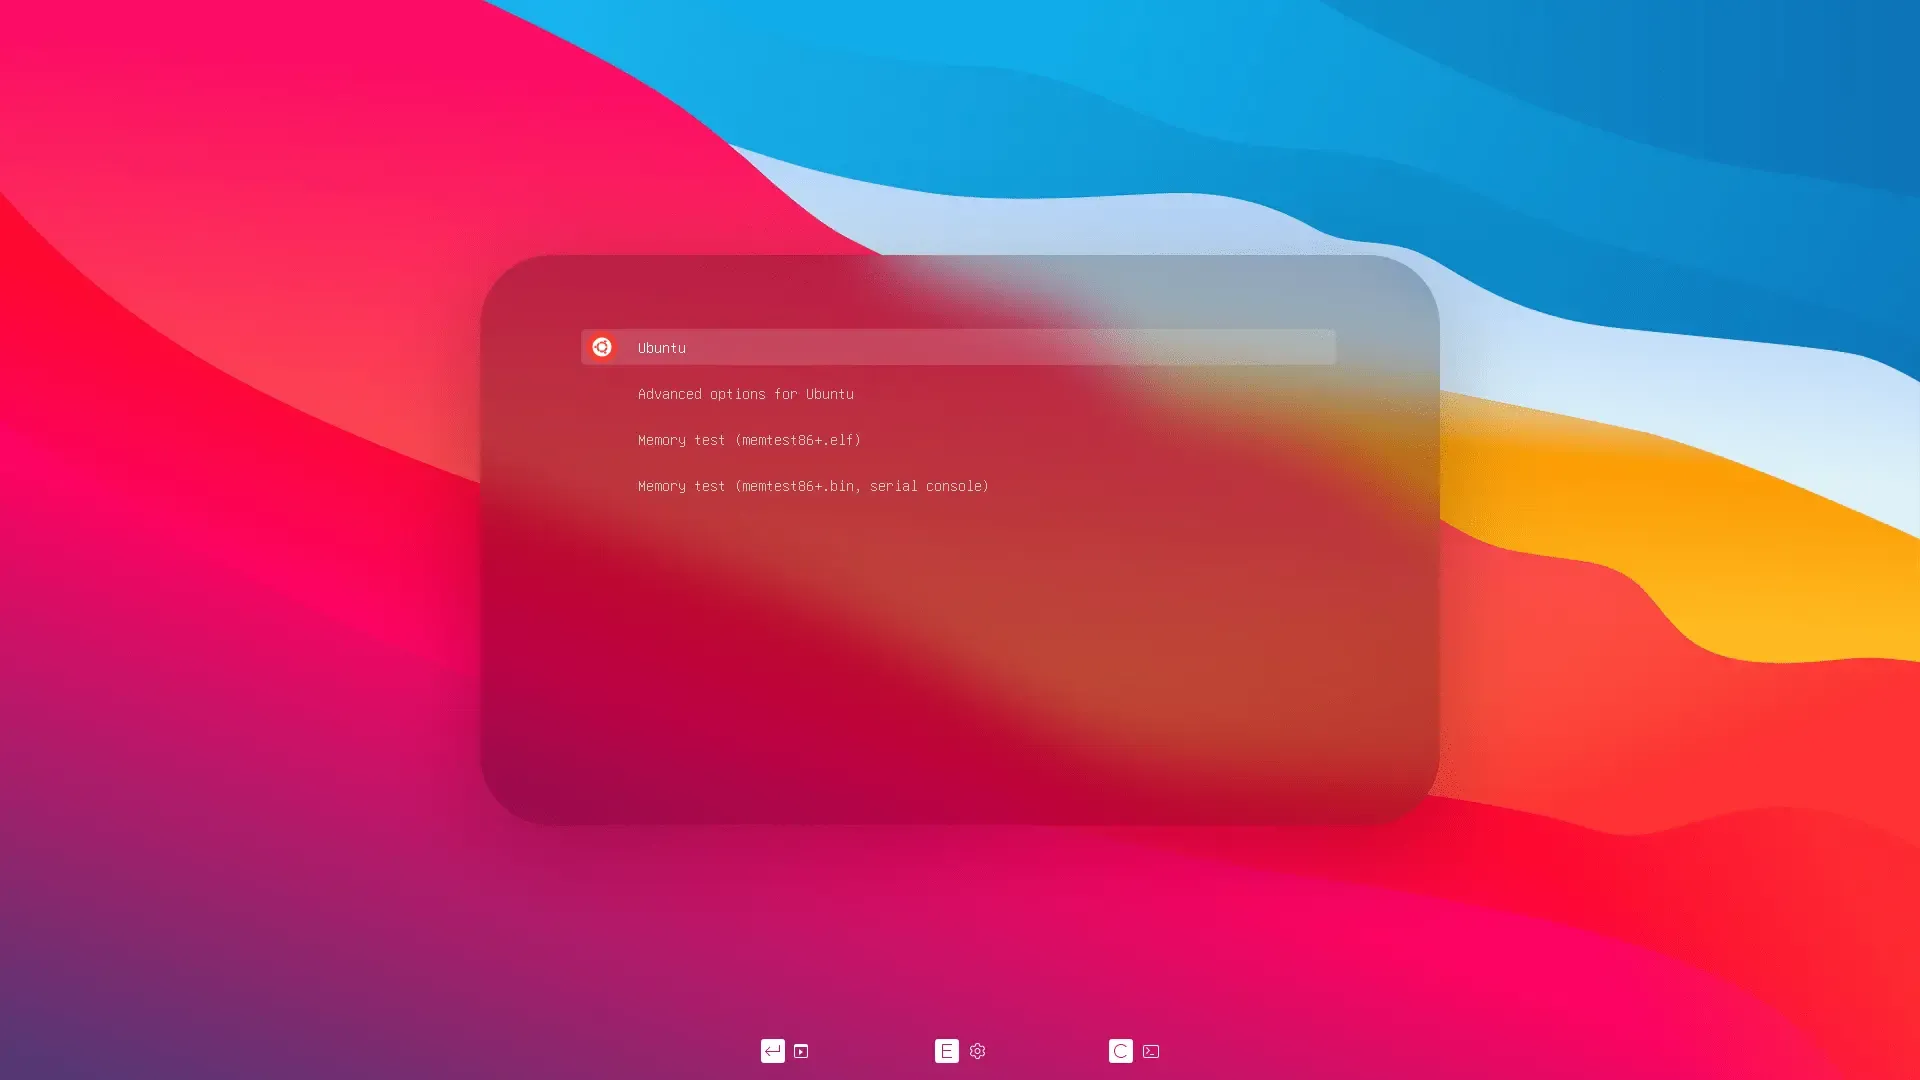 Ubuntu
Advanced options for Ubuntu
Memory test (memtest86+.elf)
Memory test (memtest86+.bin, serial console)
E
C